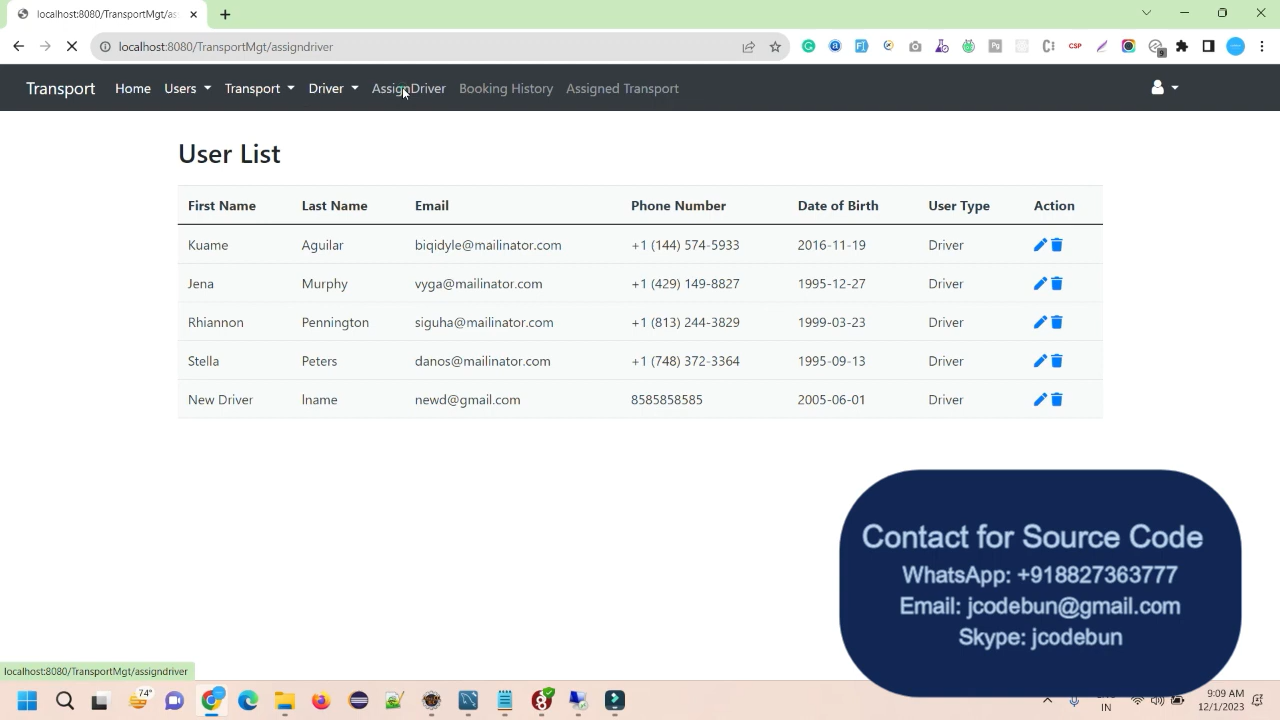 localhost:8080/TransportMgt/as
localhost:8080/TransportMgt/assigndriver
Transport Home Users Transport Driver AssignDriver Booking History Assigned Transport
User List
First Name Last Name Email Phone Number Date of Birth User Type Action
Kuame Aguilar biqidyle@mailinator.com +1 (144) 574-5933 2016-11-19 Driver
Jena Murphy vyga@mailinator.com +1 (429) 149-8827 1995-12-27 Driver
Rhiannon Pennington siguha@mailinator.com +1 (813) 244-3829 1999-03-23 Driver
Stella Peters danos@mailinator.com +1 (748) 372-3364 1995-09-13 Driver
New Driver lname newd@gmail.com 8585858585 2005-06-01 Driver
Contact for Source Code
WhatsApp: +918827363777
Email: jcodebun@gmail.com
Skype: jcodebun
localhost:8080/TransportMgt/assigndriver
74°
IN
9:09 AM
12/1/2023